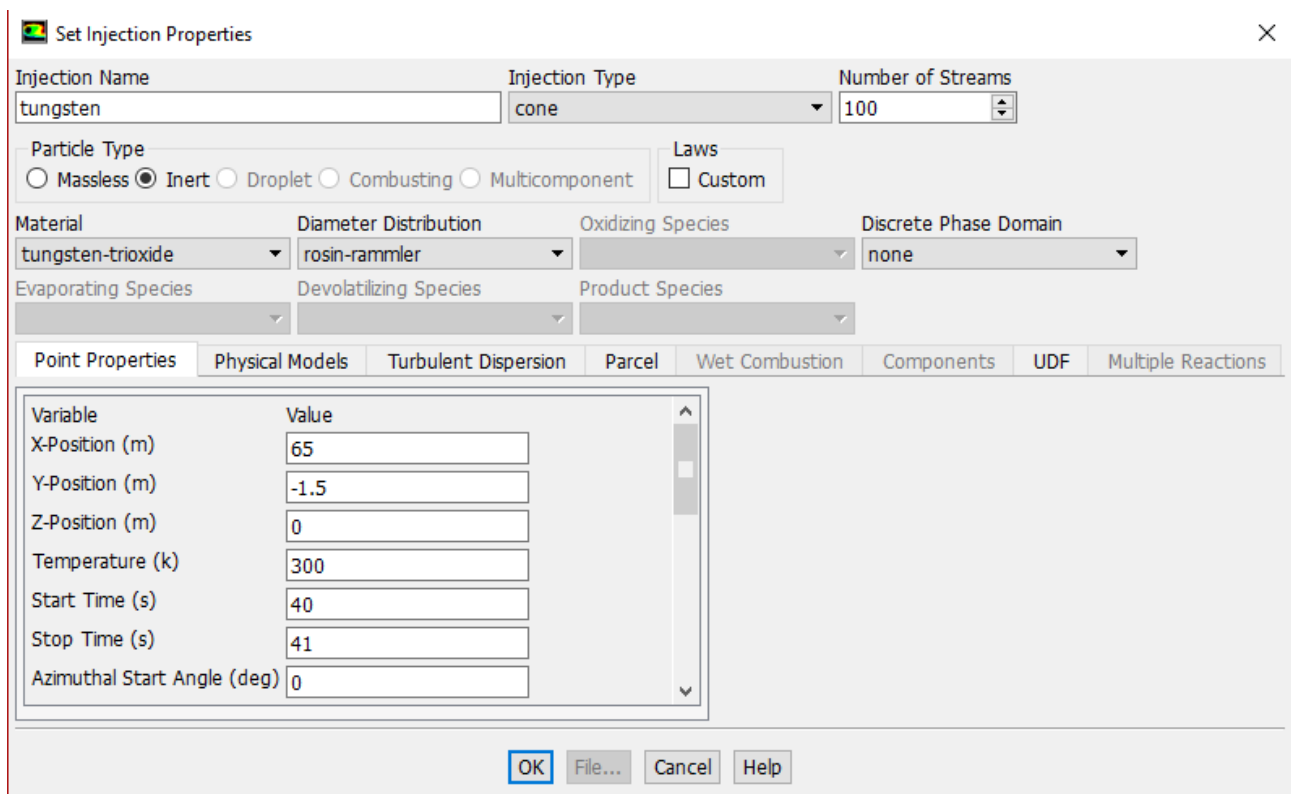 Set Injection Properties
Injection Name Injection Type Number of Streams
tungsten cone 100
Particle Type Laws
Massless Inert Droplet Combusting Multicomponent Custom
Material Diameter Distribution Oxidizing Species Discrete Phase Domain
tungsten-trioxide rosin-rammler none
Evaporating Species Devolatilizing Species Product Species
Point Properties Physical Models Turbulent Dispersion Parcel Wet Combustion Components UDF Multiple Reactions
Variable Value
X-Position (m) 65
Y-Position (m) -1.5
Z-Position (m) 0
Temperature (k) 300
Start Time (s) 40
Stop Time (s) 41
Azimuthal Start Angle (deg) 0
OK File... Cancel Help